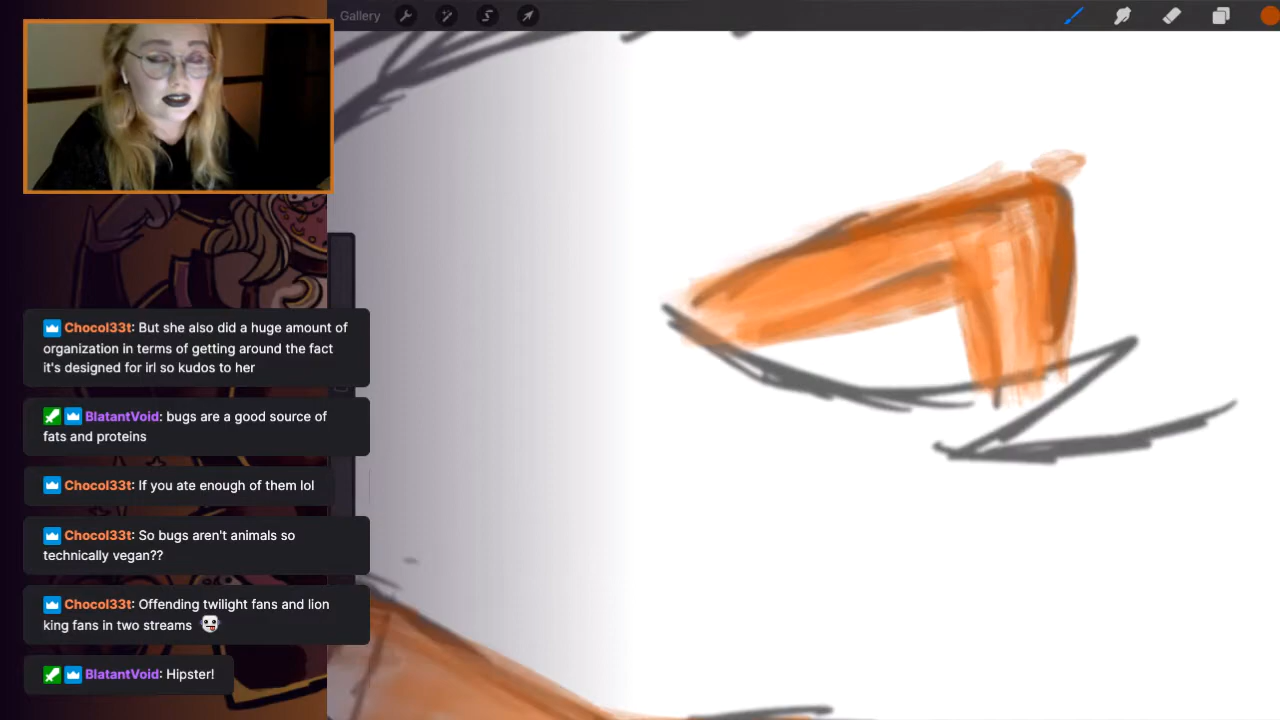 Gallery
Chocol33t: But she also did a huge amount of
organization in terms of getting around the fact
it's designed for irl so kudos to her
BlatantVoid: bugs are a good source of
fats and proteins
Chocol33t: If you ate enough of them lol
Chocol33t: So bugs aren't animals so
technically vegan??
Chocol33t: Offending twilight fans and lion
king fans in two streams
BlatantVoid: Hipster!